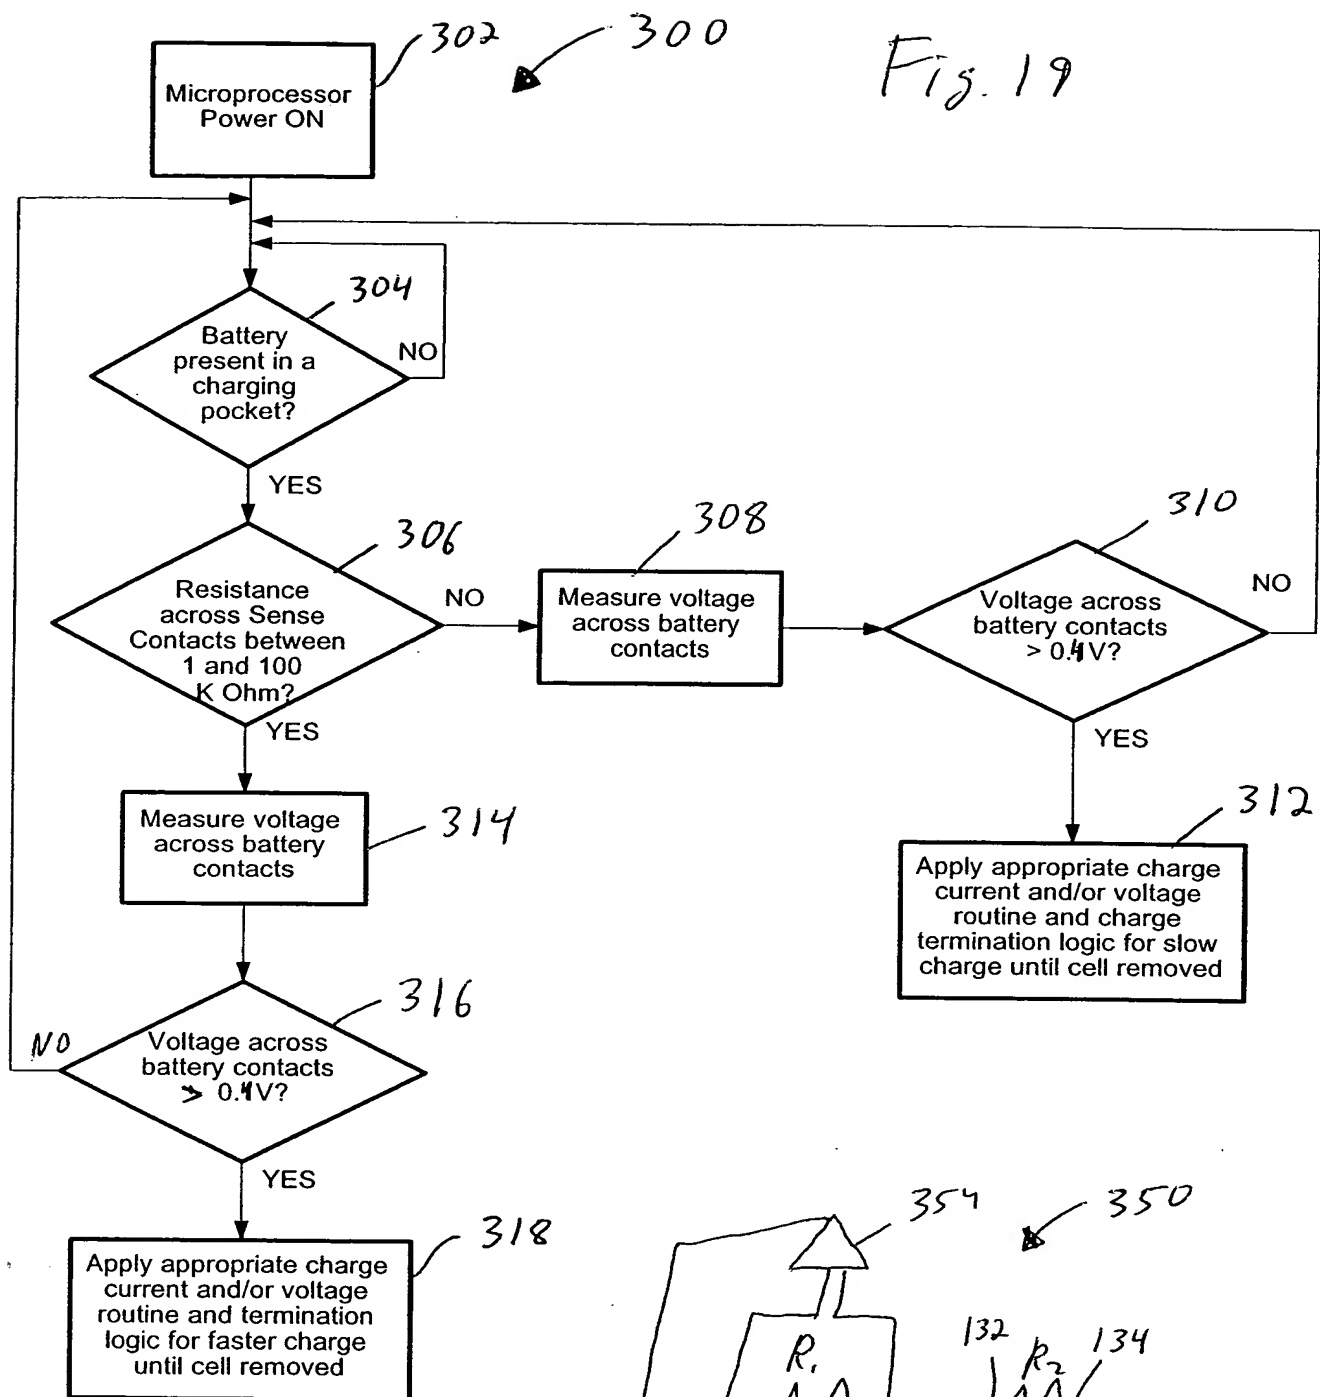 302
300
Fig. 19
Microprocessor
Power ON
304
Battery
present in a
charging
pocket?
NO
YES
306
Resistance
across Sense
Contacts between
1 and 100
K Ohm?
NO
YES
308
Measure voltage
across battery
contacts
310
Voltage across
battery contacts
> 0.4V?
NO
YES
312
Apply appropriate charge
current and/or voltage
routine and charge
termination logic for slow
charge until cell removed
314
Measure voltage
across battery
contacts
316
NO
Voltage across
battery contacts
> 0.4V?
YES
318
Apply appropriate charge
current and/or voltage
routine and termination
logic for faster charge
until cell removed
354
350
R1
132
R2
134